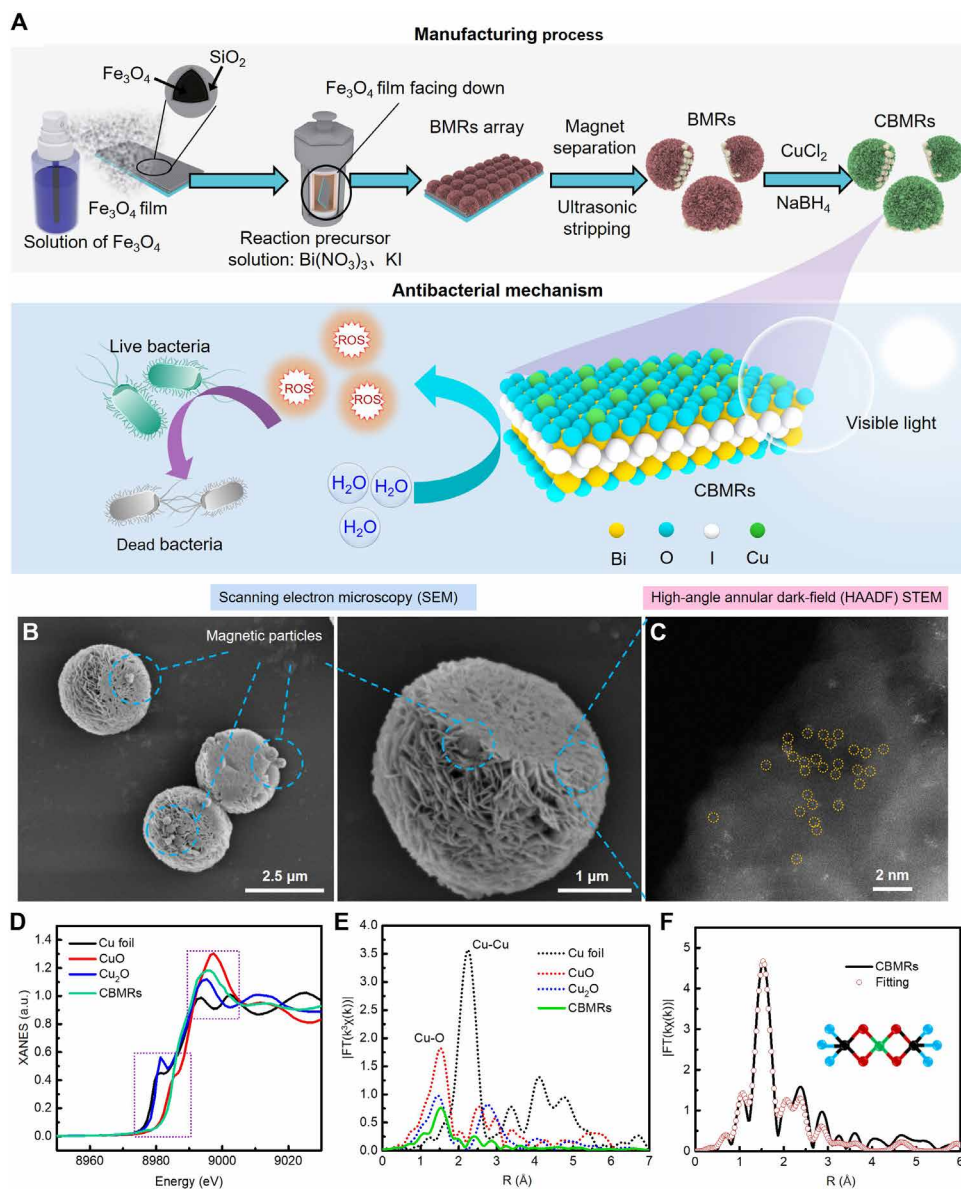 A
Manufacturing process
SiO2
Fe3O4
Fe3O4 film facing down
BMRs array
Magnet
separation
Ultrasonic
stripping
BMRs
CuCl2
NaBH4
CBMRs
Fe3O4 film
Solution of Fe3O4
Reaction precursor
solution: Bi(NO3)3、KI
Antibacterial mechanism
Live bacteria
ROS
ROS
ROS
Visible light
H2O
H2O
H2O
CBMRs
Dead bacteria
Bi O I Cu
Scanning electron microscopy (SEM)
High-angle annular dark-field (HAADF) STEM
B
Magnetic particles
2.5 μm
1 μm
C
2 nm
D
XANES (a.u.)
1.4
1.2
1.0
0.8
0.6
0.4
0.2
0.0
Cu foil
CuO
Cu2O
CBMRs
8960 8980 9000 9020
Energy (eV)
E
|FT(k3χ(k))|
4.0
3.5
3.0
2.5
2.0
1.5
1.0
0.5
0.0
Cu-Cu
Cu-O
Cu foil
CuO
Cu2O
CBMRs
0 1 2 3 4 5 6 7
R (Å)
F
|FT(kχ(k))|
5
4
3
2
1
0
CBMRs
Fitting
0 1 2 3 4 5 6
R (Å)